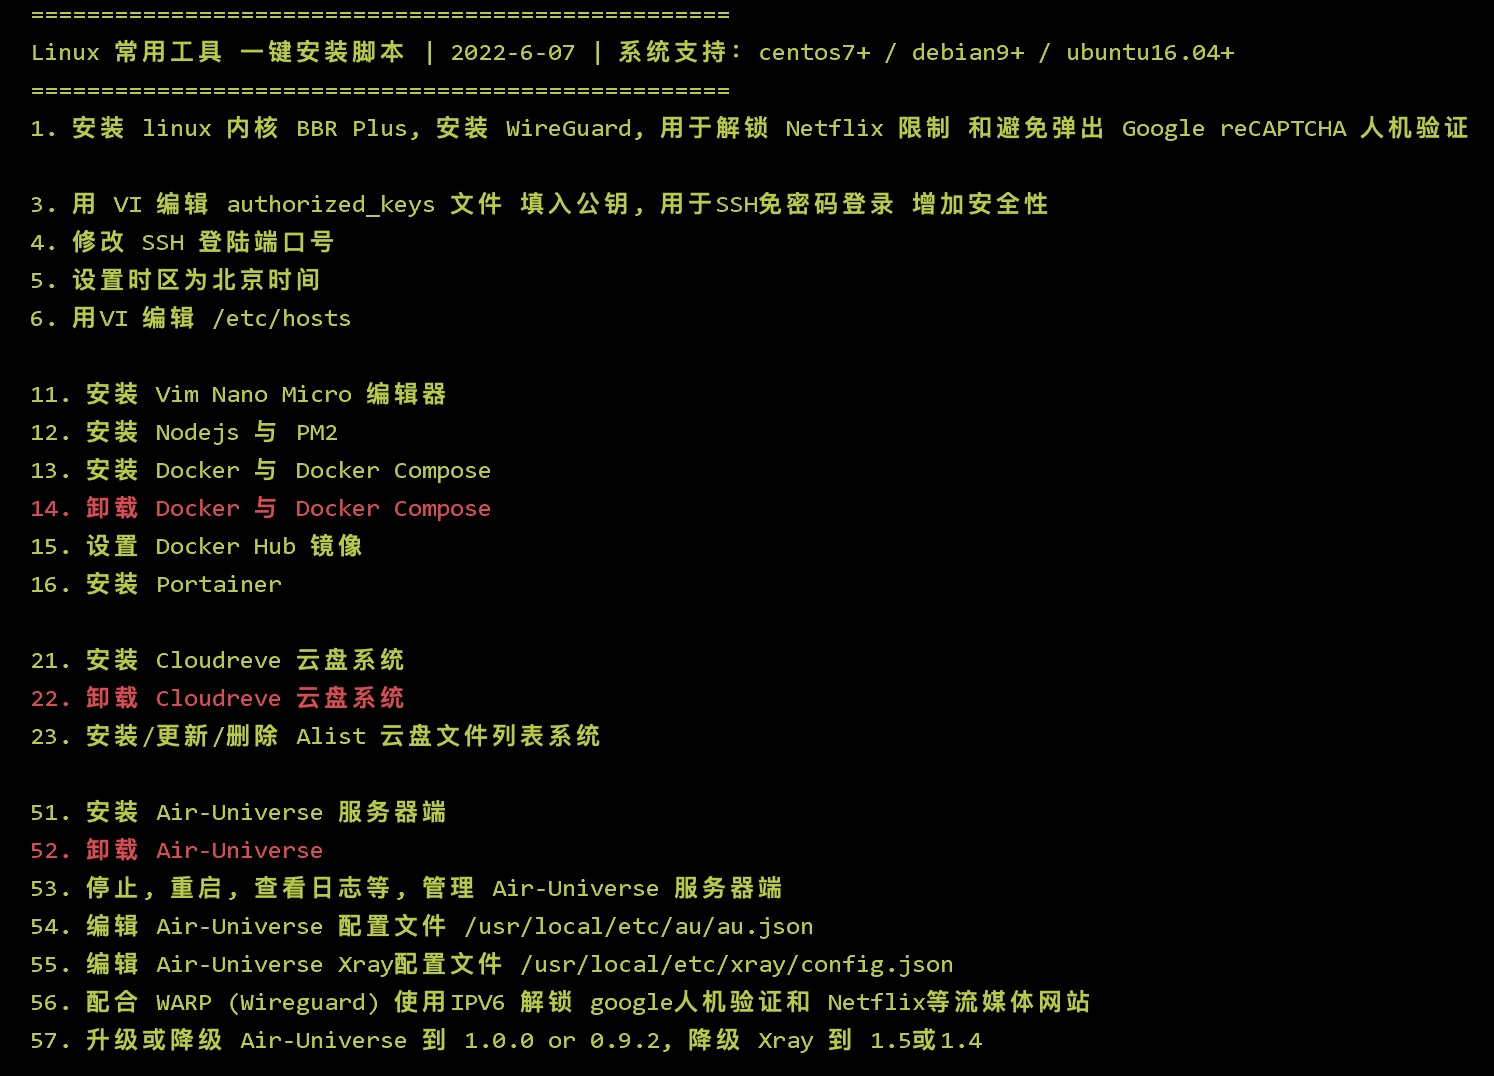 ==================================================
Linux 常用工具 一键安装脚本 | 2022-6-07 | 系统支持：centos7+ / debian9+ / ubuntu16.04+
==================================================
1. 安装 linux 内核 BBR Plus, 安装 WireGuard, 用于解锁 Netflix 限制 和避免弹出 Google reCAPTCHA 人机验证
3. 用 VI 编辑 authorized_keys 文件 填入公钥, 用于SSH免密码登录 增加安全性
4. 修改 SSH 登陆端口号
5. 设置时区为北京时间
6. 用VI 编辑 /etc/hosts
11. 安装 Vim Nano Micro 编辑器
12. 安装 Nodejs 与 PM2
13. 安装 Docker 与 Docker Compose
14. 卸载 Docker 与 Docker Compose
15. 设置 Docker Hub 镜像
16. 安装 Portainer
21. 安装 Cloudreve 云盘系统
22. 卸载 Cloudreve 云盘系统
23. 安装/更新/删除 Alist 云盘文件列表系统
51. 安装 Air-Universe 服务器端
52. 卸载 Air-Universe
53. 停止, 重启, 查看日志等, 管理 Air-Universe 服务器端
54. 编辑 Air-Universe 配置文件 /usr/local/etc/au/au.json
55. 编辑 Air-Universe Xray配置文件 /usr/local/etc/xray/config.json
56. 配合 WARP (Wireguard) 使用IPV6 解锁 google人机验证和 Netflix等流媒体网站
57. 升级或降级 Air-Universe 到 1.0.0 or 0.9.2, 降级 Xray 到 1.5或1.4